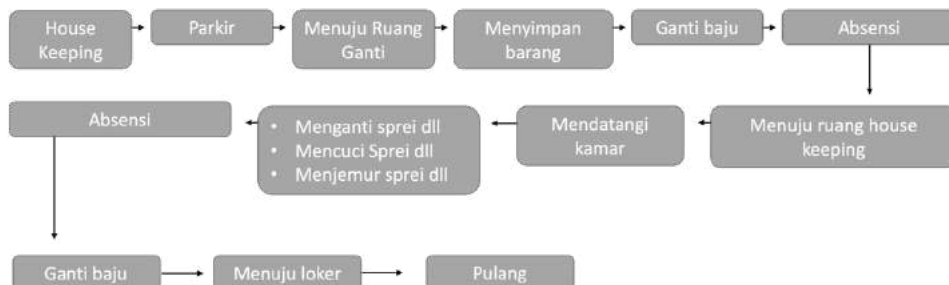 House
Keeping
Parkir
Menuju Ruang
Ganti
Menyimpan
barang
Ganti baju
Absensi
Menuju ruang house
keeping
Mendatangi
kamar
• Menganti sprei dll
• Mencuci Sprei dll
• Menjemur sprei dll
Absensi
Ganti baju
Menuju loker
Pulang